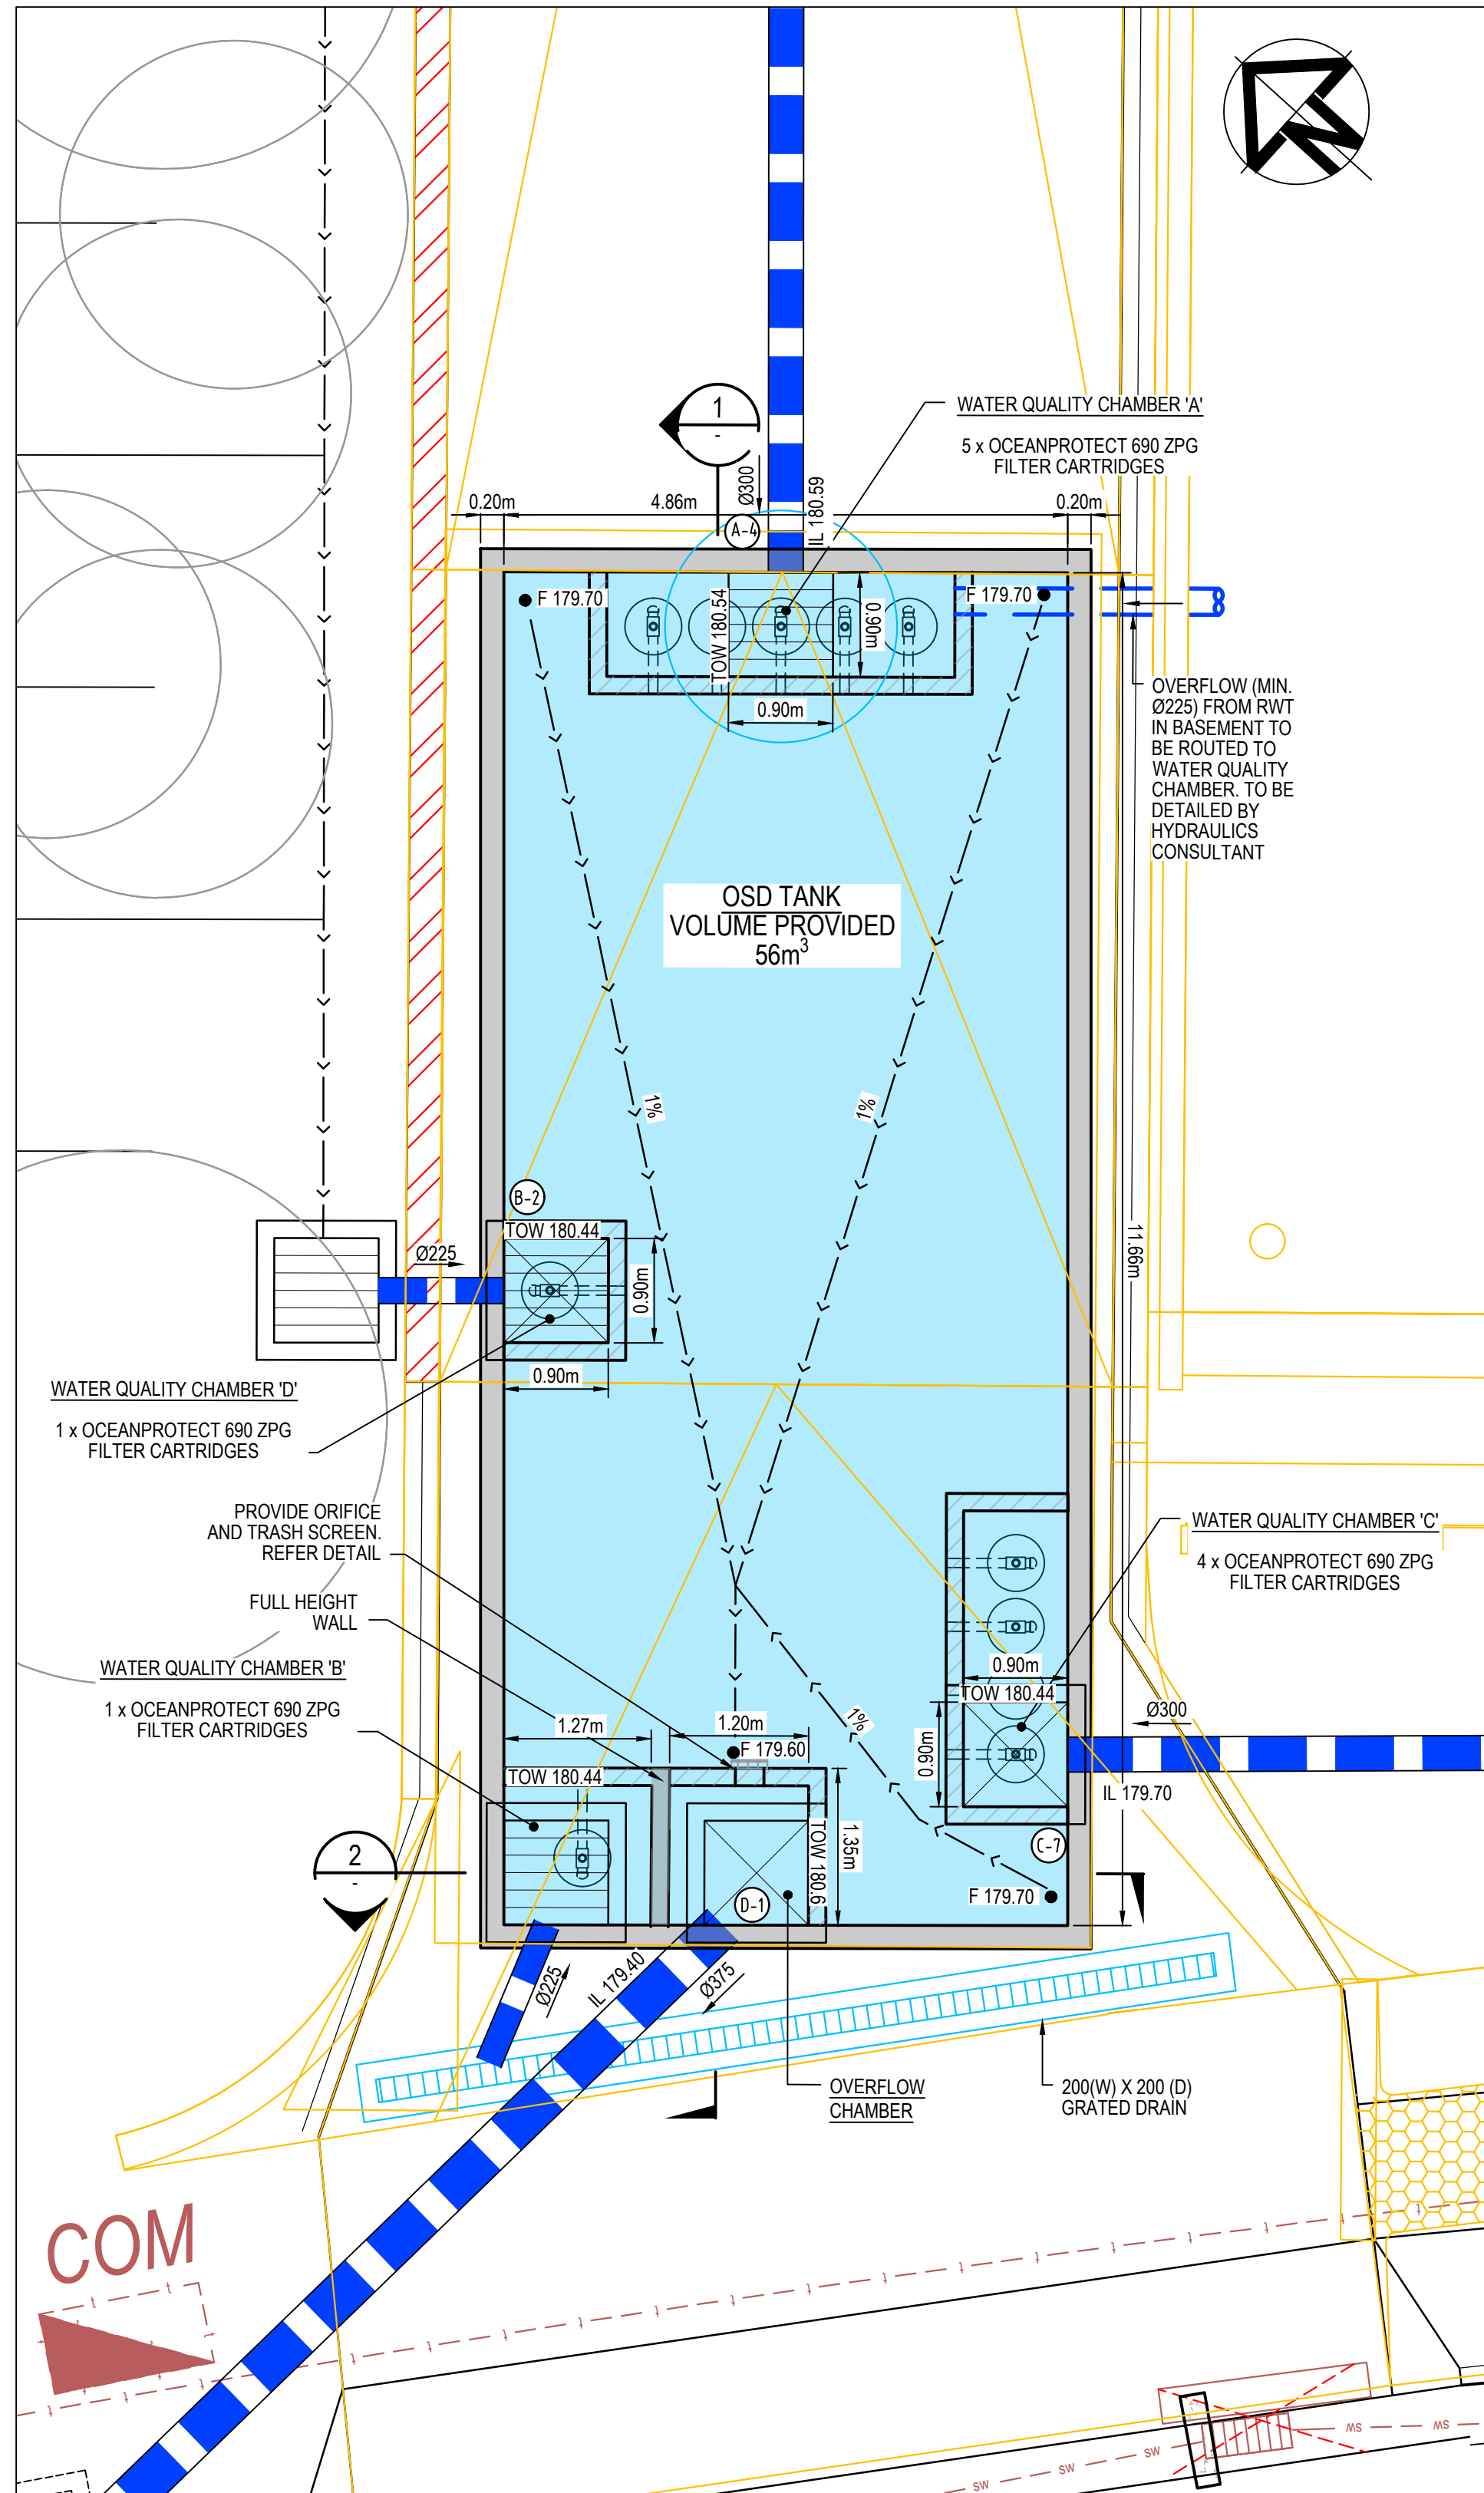 1
-
WATER QUALITY CHAMBER 'A'
5 x OCEANPROTECT 690 ZPG
FILTER CARTRIDGES
0.20m
4.86m
Ø300
IL 180.59
0.20m
A-4
F 179.70
TOW 180.54
0.90m
F 179.70
0.90m
OVERFLOW (MIN.
Ø225) FROM RWT
IN BASEMENT TO
BE ROUTED TO
WATER QUALITY
CHAMBER. TO BE
DETAILED BY
HYDRAULICS
CONSULTANT
OSD TANK
VOLUME PROVIDED
56m³
1%
1%
B-2
TOW 180.44
Ø225
0.90m
0.90m
11.66m
WATER QUALITY CHAMBER 'D'
1 x OCEANPROTECT 690 ZPG
FILTER CARTRIDGES
PROVIDE ORIFICE
AND TRASH SCREEN.
REFER DETAIL
FULL HEIGHT
WALL
WATER QUALITY CHAMBER 'B'
1 x OCEANPROTECT 690 ZPG
FILTER CARTRIDGES
WATER QUALITY CHAMBER 'C'
4 x OCEANPROTECT 690 ZPG
FILTER CARTRIDGES
0.90m
TOW 180.44
0.90m
Ø300
IL 179.70
1.27m
1.20m
1%
F 179.60
TOW 180.44
TOW 180.6
1.35m
C-7
D-1
F 179.70
2
-
Ø225
IL 179.40
Ø375
OVERFLOW
CHAMBER
200(W) X 200 (D)
GRATED DRAIN
COM
t
t
t
t
t
t
t
t
t
t
t
SW
SW
SW
SW
SW